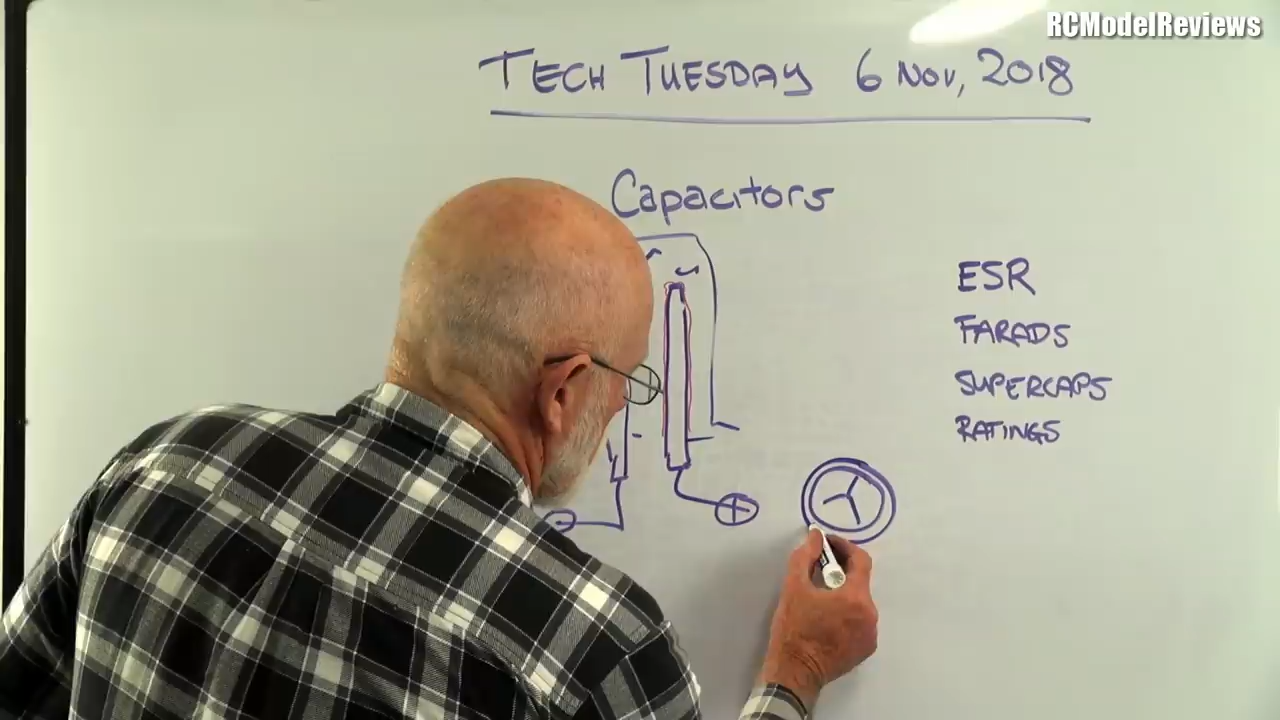 RCModelReviews
TECH TUESDAY 6 NOV, 2018
Capacitors
ESR
FARADS
SUPERCAPS
RATINGS